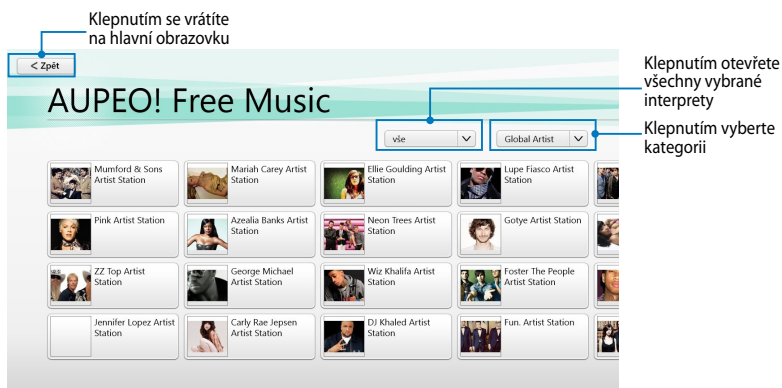 Klepnutím se vrátíte
na hlavní obrazovku
< Zpět
AUPEO! Free Music
vše
Global Artist
Klepnutím otevřete
všechny vybrané
interprety
Klepnutím vyberte
kategorii
Mumford & Sons
Artist Station
Mariah Carey Artist
Station
Ellie Goulding Artist
Station
Lupe Fiasco Artist
Station
Pink Artist Station
Azealia Banks Artist
Station
Neon Trees Artist
Station
Gotye Artist Station
ZZ Top Artist
Station
George Michael
Artist Station
Wiz Khalifa Artist
Station
Foster The People
Artist Station
Jennifer Lopez Artist
Station
Carly Rae Jepsen
Artist Station
DJ Khaled Artist
Station
Fun. Artist Station